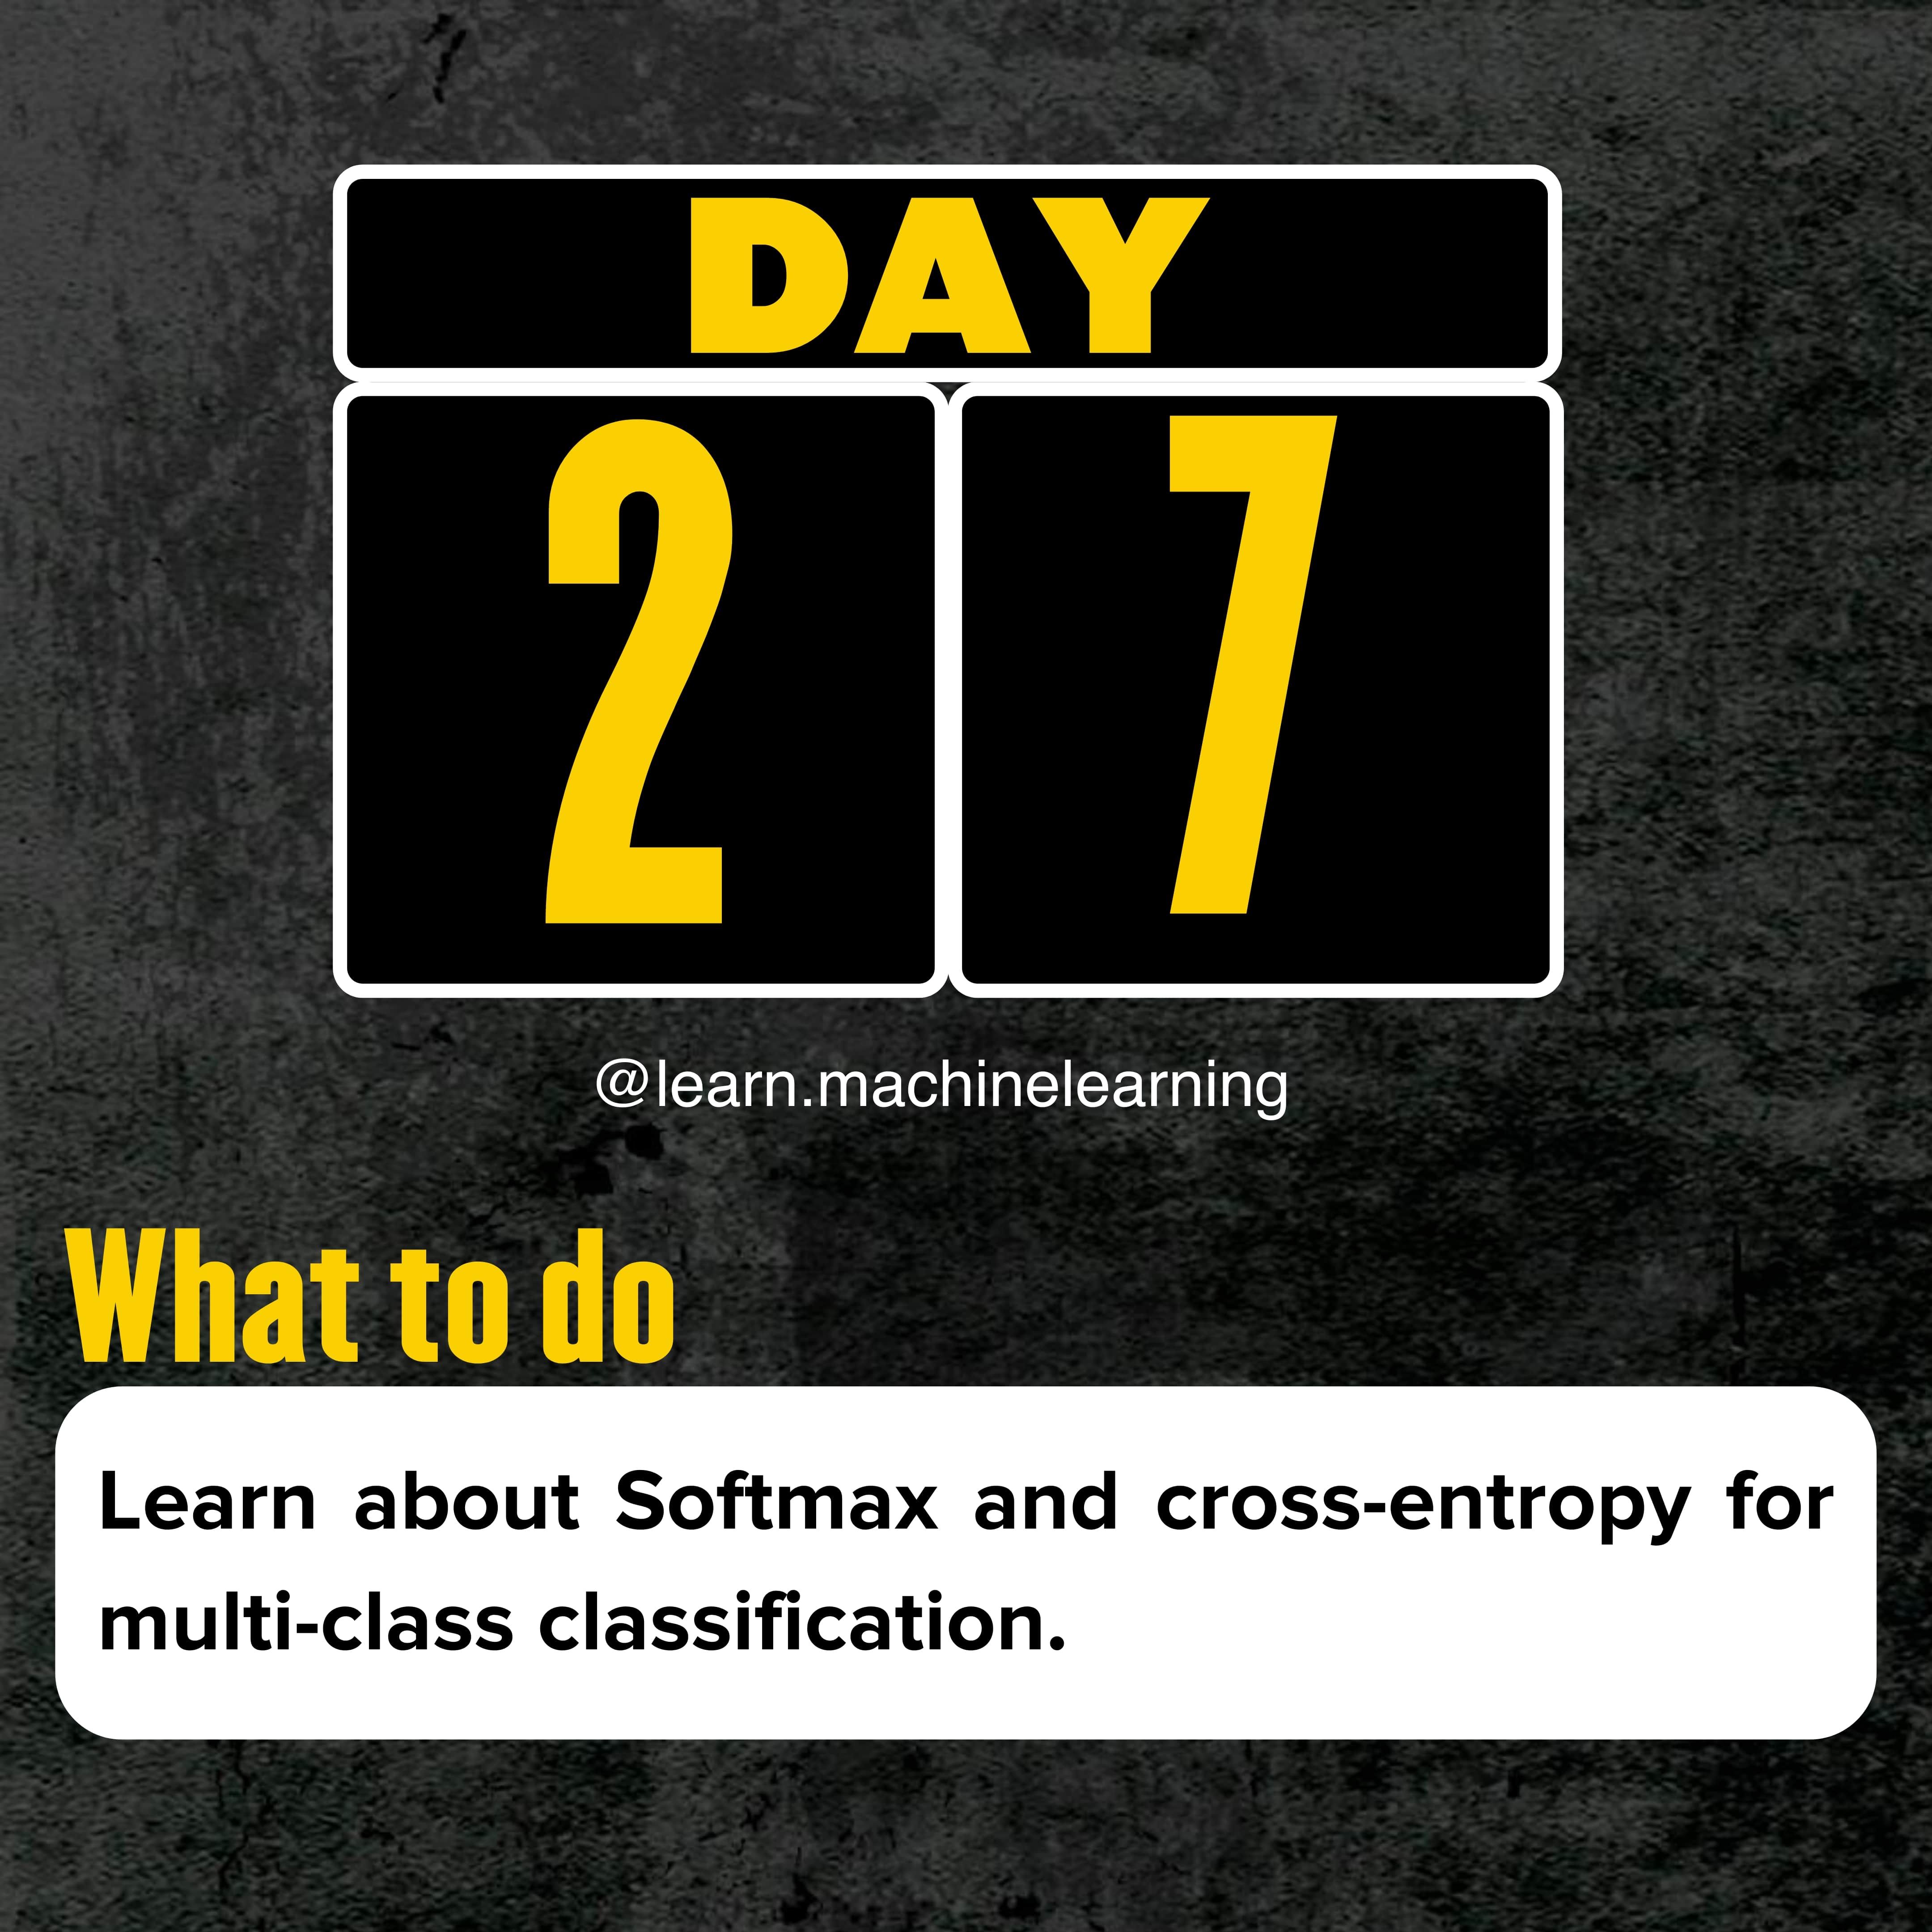 DAY
2 7
@learn.machinelearning
What to do
Learn about Softmax and cross-entropy for
multi-class classification.